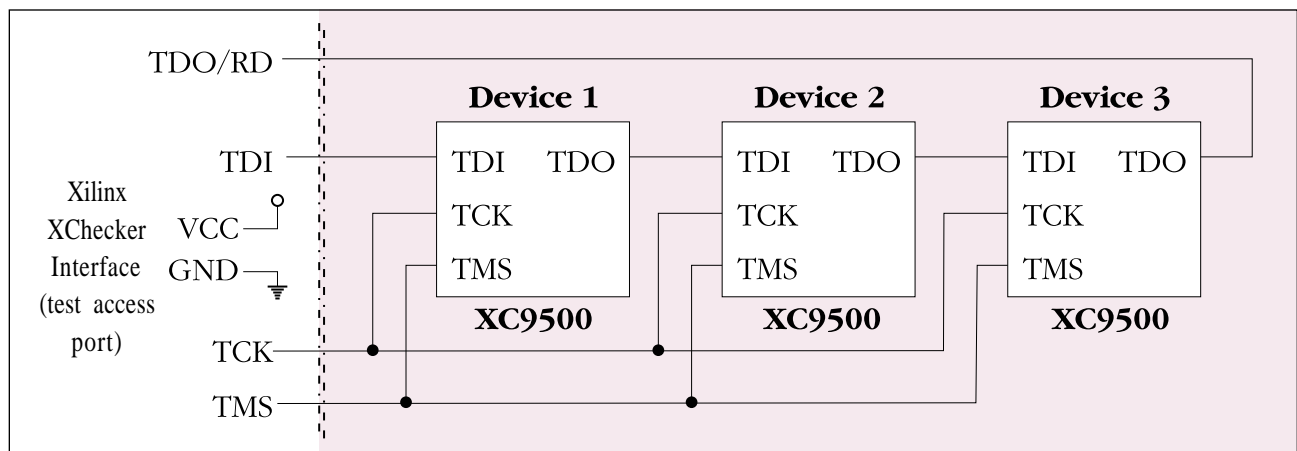 TDO/RD
Device 1
Device 2
Device 3
TDI
TDI TDO
TDI TDO
TDI TDO
Xilinx
XChecker
Interface
(test access
port)
VCC
GND
TCK
TCK
TCK
TMS
TMS
TMS
XC9500
XC9500
XC9500
TCK
TMS